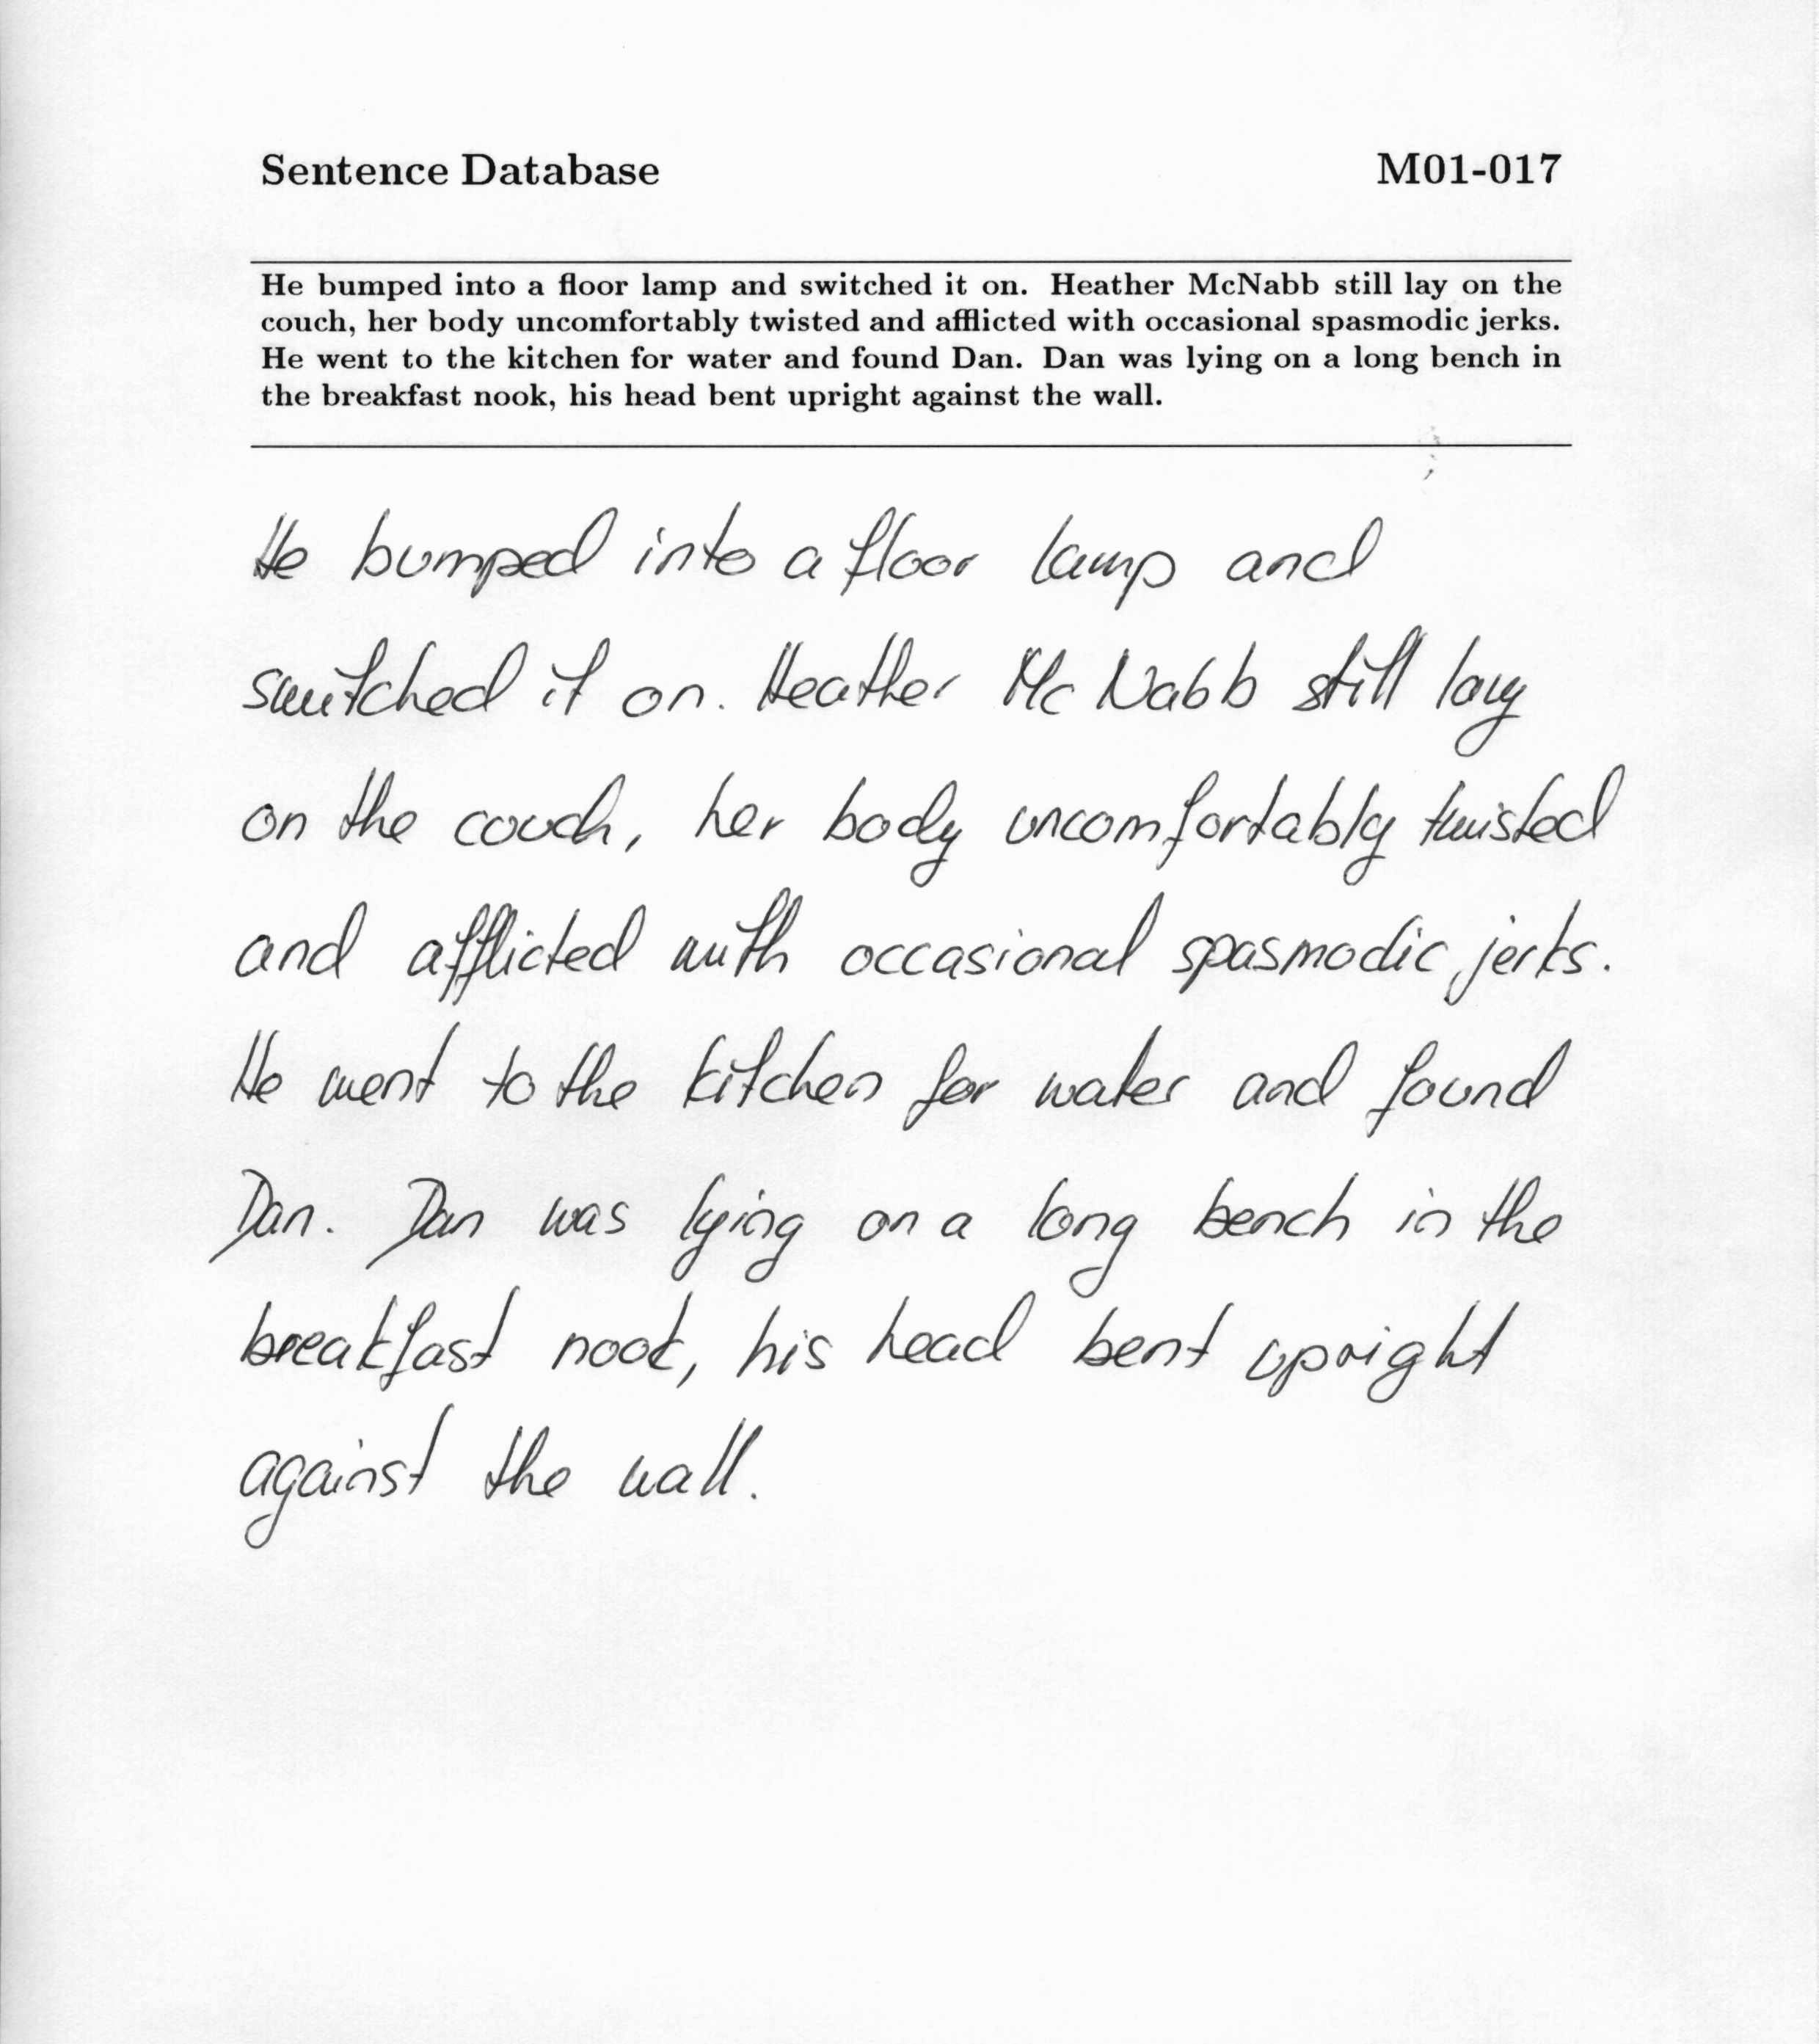 Sentence Database M01-017
He bumped into a floor lamp and switched it on. Heather McNabb still lay on the
couch, her body uncomfortably twisted and afflicted with occasional spasmodic jerks.
He went to the kitchen for water and found Dan. Dan was lying on a long bench in
the breakfast nook, his head bent upright against the wall.
He bumped into a floor lamp and
switched it on. Heather Mc Nabb still lay
on the couch, her body uncomfortably twisted
and afflicted with occasional spasmodic jerks.
He went to the kitchen for water and found
Dan. Dan was lying on a long bench in the
breakfast nook, his head bent upright
against the wall.